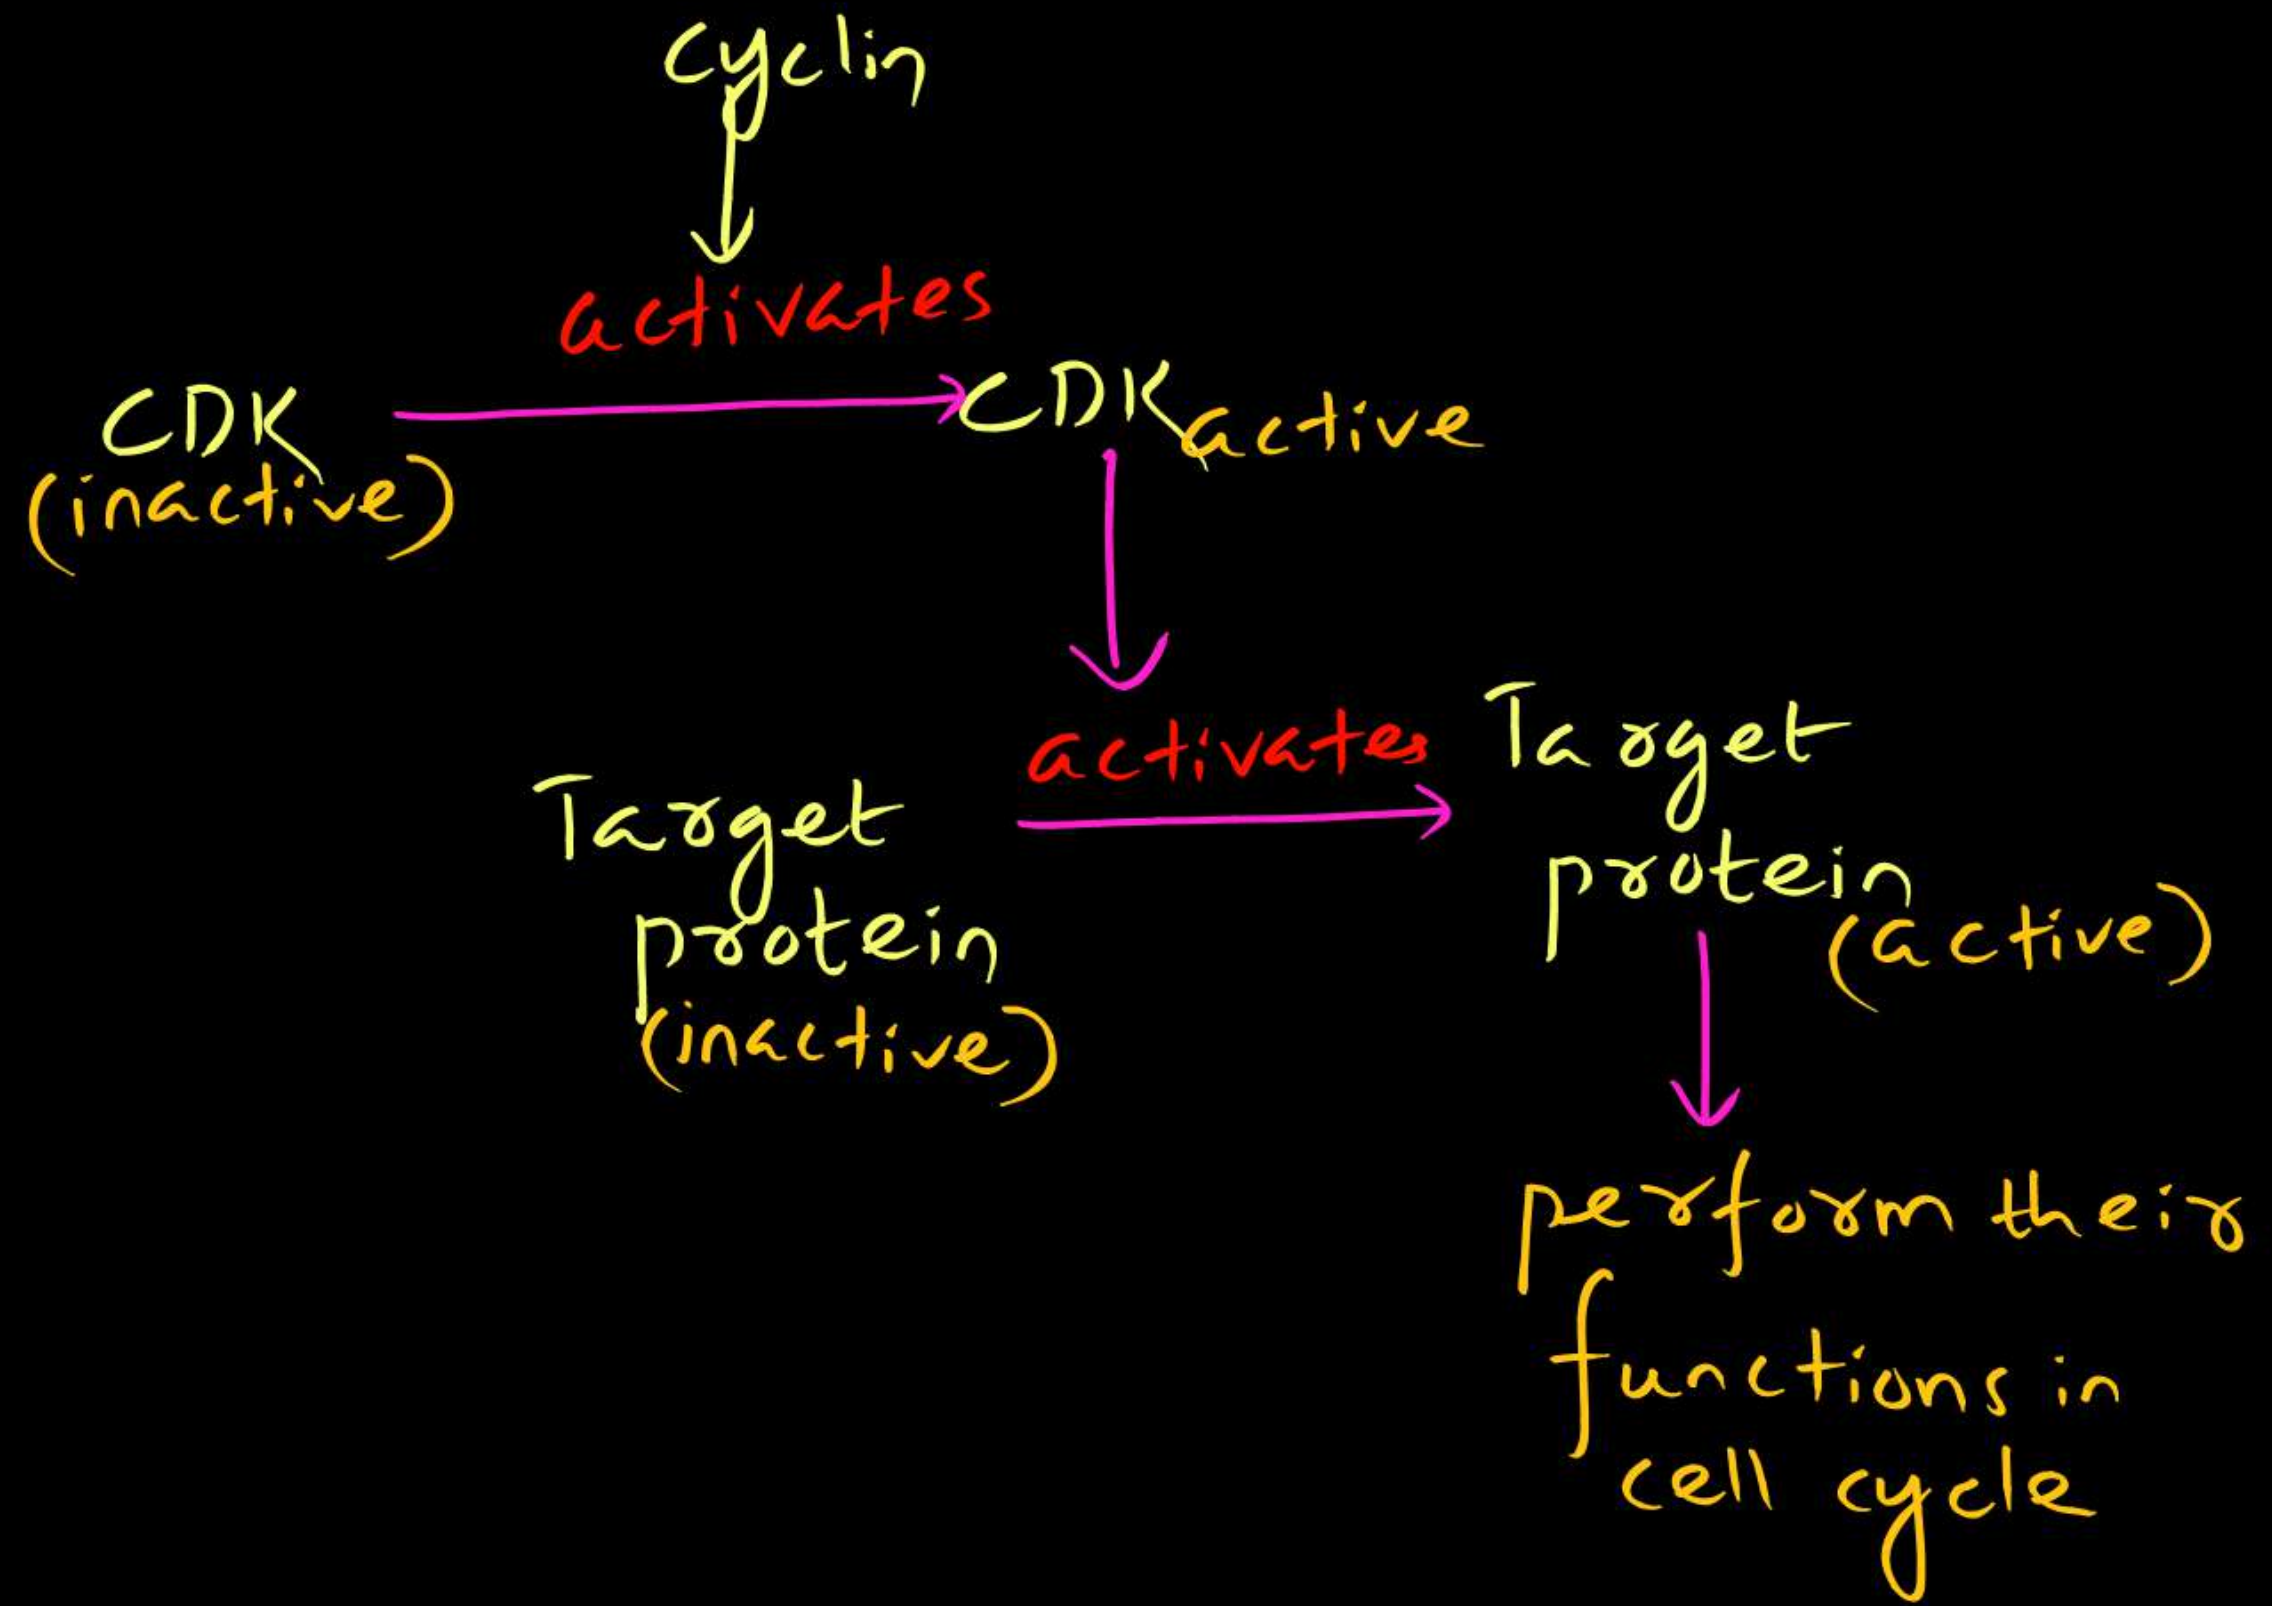 cyclin
activates
CDK
(inactive)
CDK active
activates
Target
protein
(inactive)
Target
protein
(active)
perform their
functions in
cell cycle